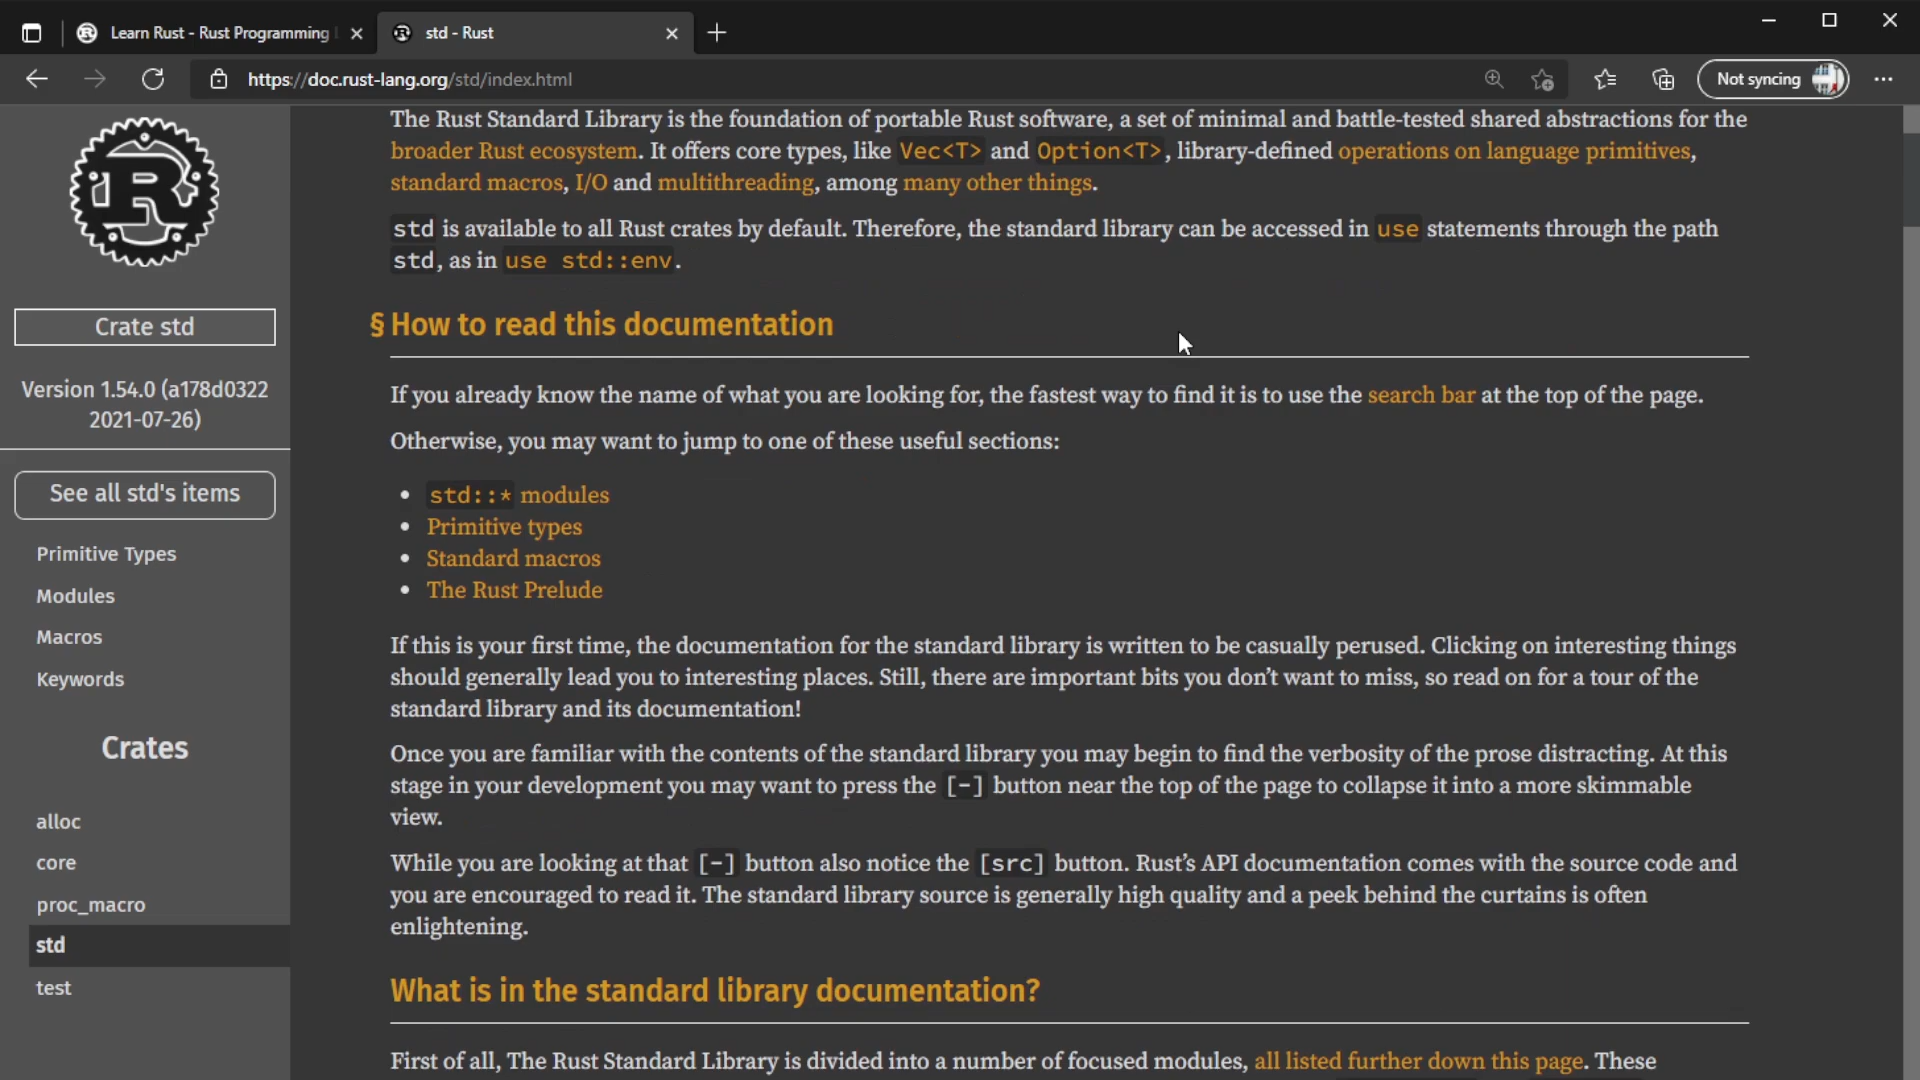 Learn Rust - Rust Programming
std - Rust
https://doc.rust-lang.org/std/index.html
Not syncing
R
Crate std
Version 1.54.0 (a178d0322
2021-07-26)
See all std's items
Primitive Types
Modules
Macros
Keywords
Crates
alloc
core
proc_macro
std
test
The Rust Standard Library is the foundation of portable Rust software, a set of minimal and battle-tested shared abstractions for the
broader Rust ecosystem. It offers core types, like Vec<T> and Option<T>, library-defined operations on language primitives,
standard macros, I/O and multithreading, among many other things.
std is available to all Rust crates by default. Therefore, the standard library can be accessed in use statements through the path
std, as in use std::env.
§ How to read this documentation
If you already know the name of what you are looking for, the fastest way to find it is to use the search bar at the top of the page.
Otherwise, you may want to jump to one of these useful sections:
• std::* modules
• Primitive types
• Standard macros
• The Rust Prelude
If this is your first time, the documentation for the standard library is written to be casually perused. Clicking on interesting things
should generally lead you to interesting places. Still, there are important bits you don’t want to miss, so read on for a tour of the
standard library and its documentation!
Once you are familiar with the contents of the standard library you may begin to find the verbosity of the prose distracting. At this
stage in your development you may want to press the [-] button near the top of the page to collapse it into a more skimmable
view.
While you are looking at that [-] button also notice the [src] button. Rust’s API documentation comes with the source code and
you are encouraged to read it. The standard library source is generally high quality and a peek behind the curtains is often
enlightening.
What is in the standard library documentation?
First of all, The Rust Standard Library is divided into a number of focused modules, all listed further down this page. These